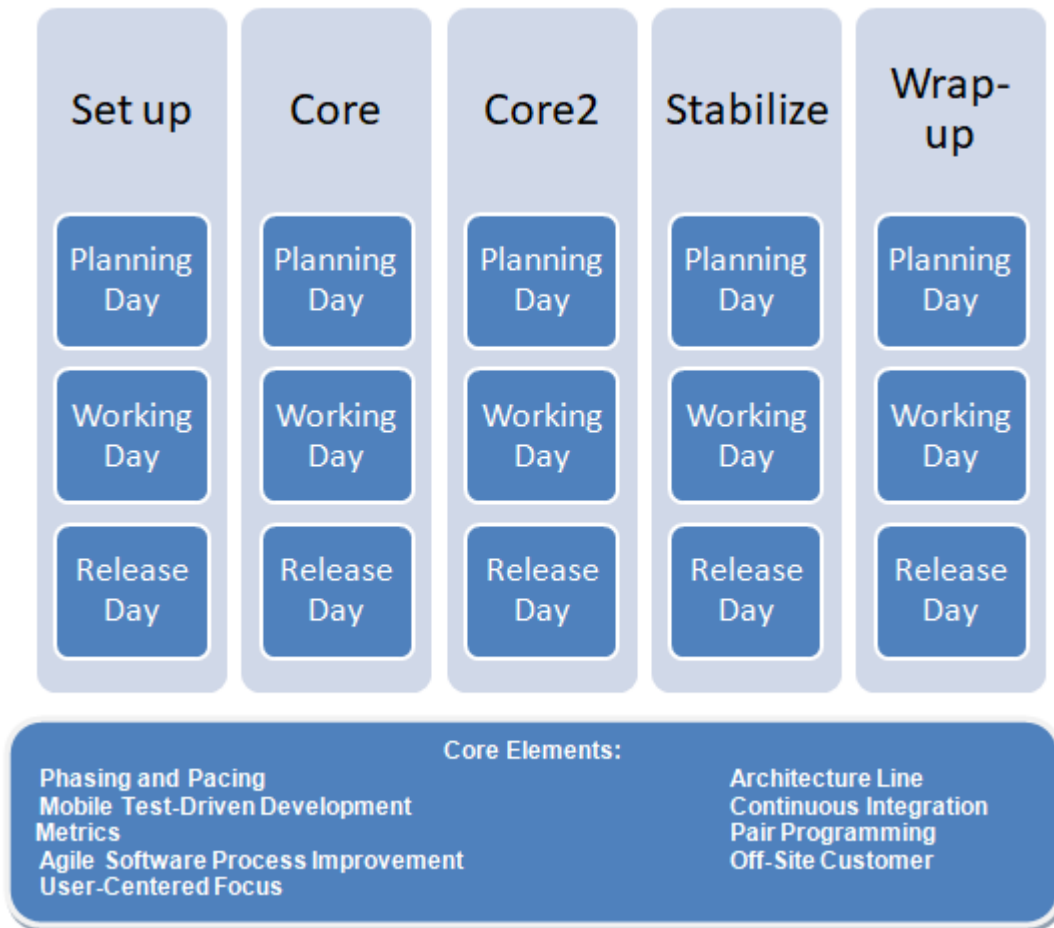 Set up
Core
Core2
Stabilize
Wrap-
up
Planning
Day
Planning
Day
Planning
Day
Planning
Day
Planning
Day
Working
Day
Working
Day
Working
Day
Working
Day
Working
Day
Release
Day
Release
Day
Release
Day
Release
Day
Release
Day
Core Elements:
Phasing and Pacing
Mobile Test-Driven Development
Metrics
Agile Software Process Improvement
User-Centered Focus
Architecture Line
Continuous Integration
Pair Programming
Off-Site Customer